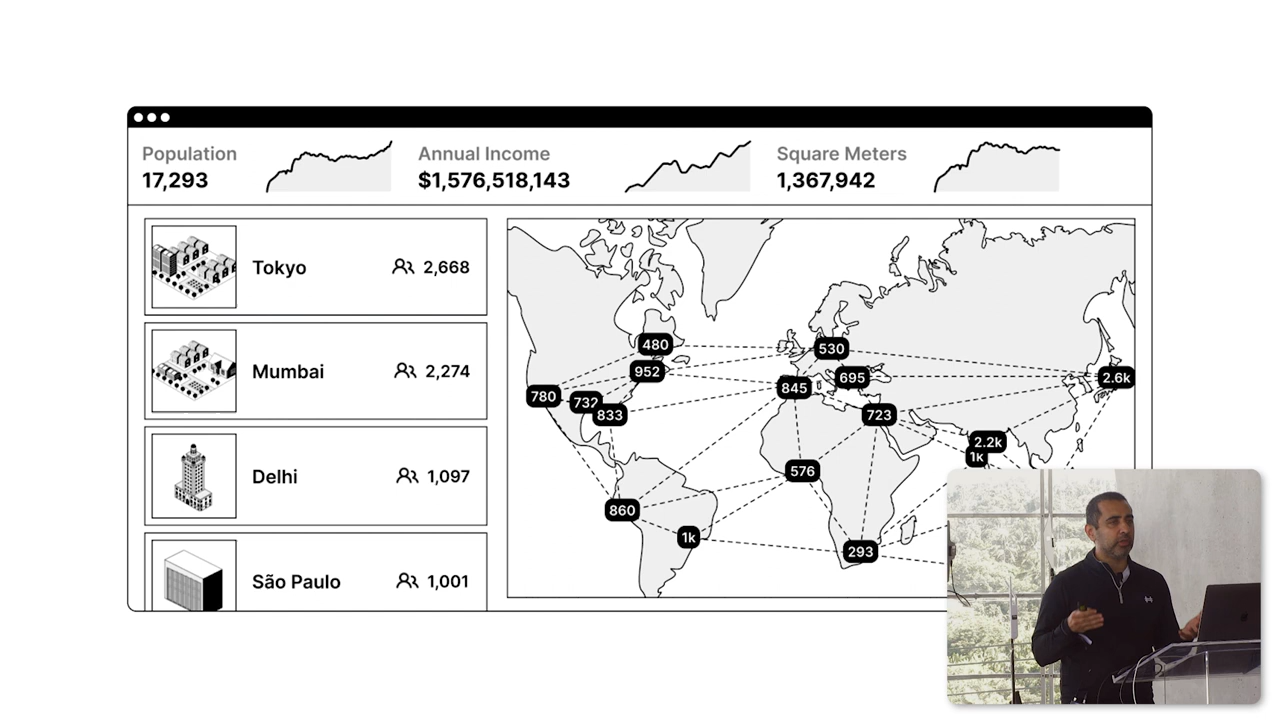 Population
17,293
Annual Income
$1,576,518,143
Square Meters
1,367,942
Tokyo
2,668
Mumbai
2,274
Delhi
1,097
São Paulo
1,001
480
530
952
695
2.6k
845
780
732
833
723
2.2k
1k
576
860
1k
293